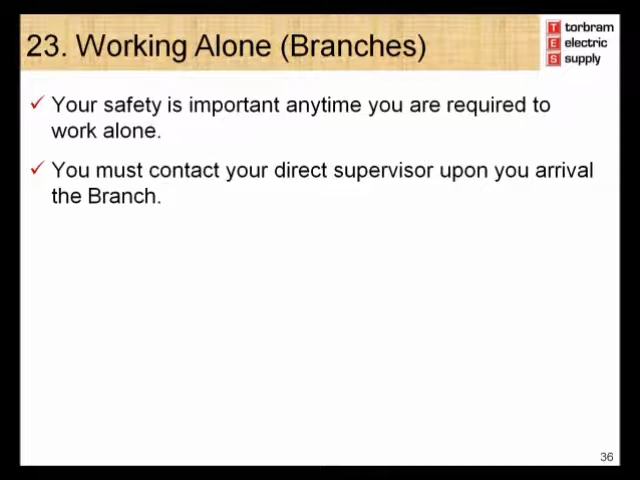 23. Working Alone (Branches)
T torbram
E electric
S supply
✓ Your safety is important anytime you are required to
work alone.
✓ You must contact your direct supervisor upon you arrival
the Branch.
36